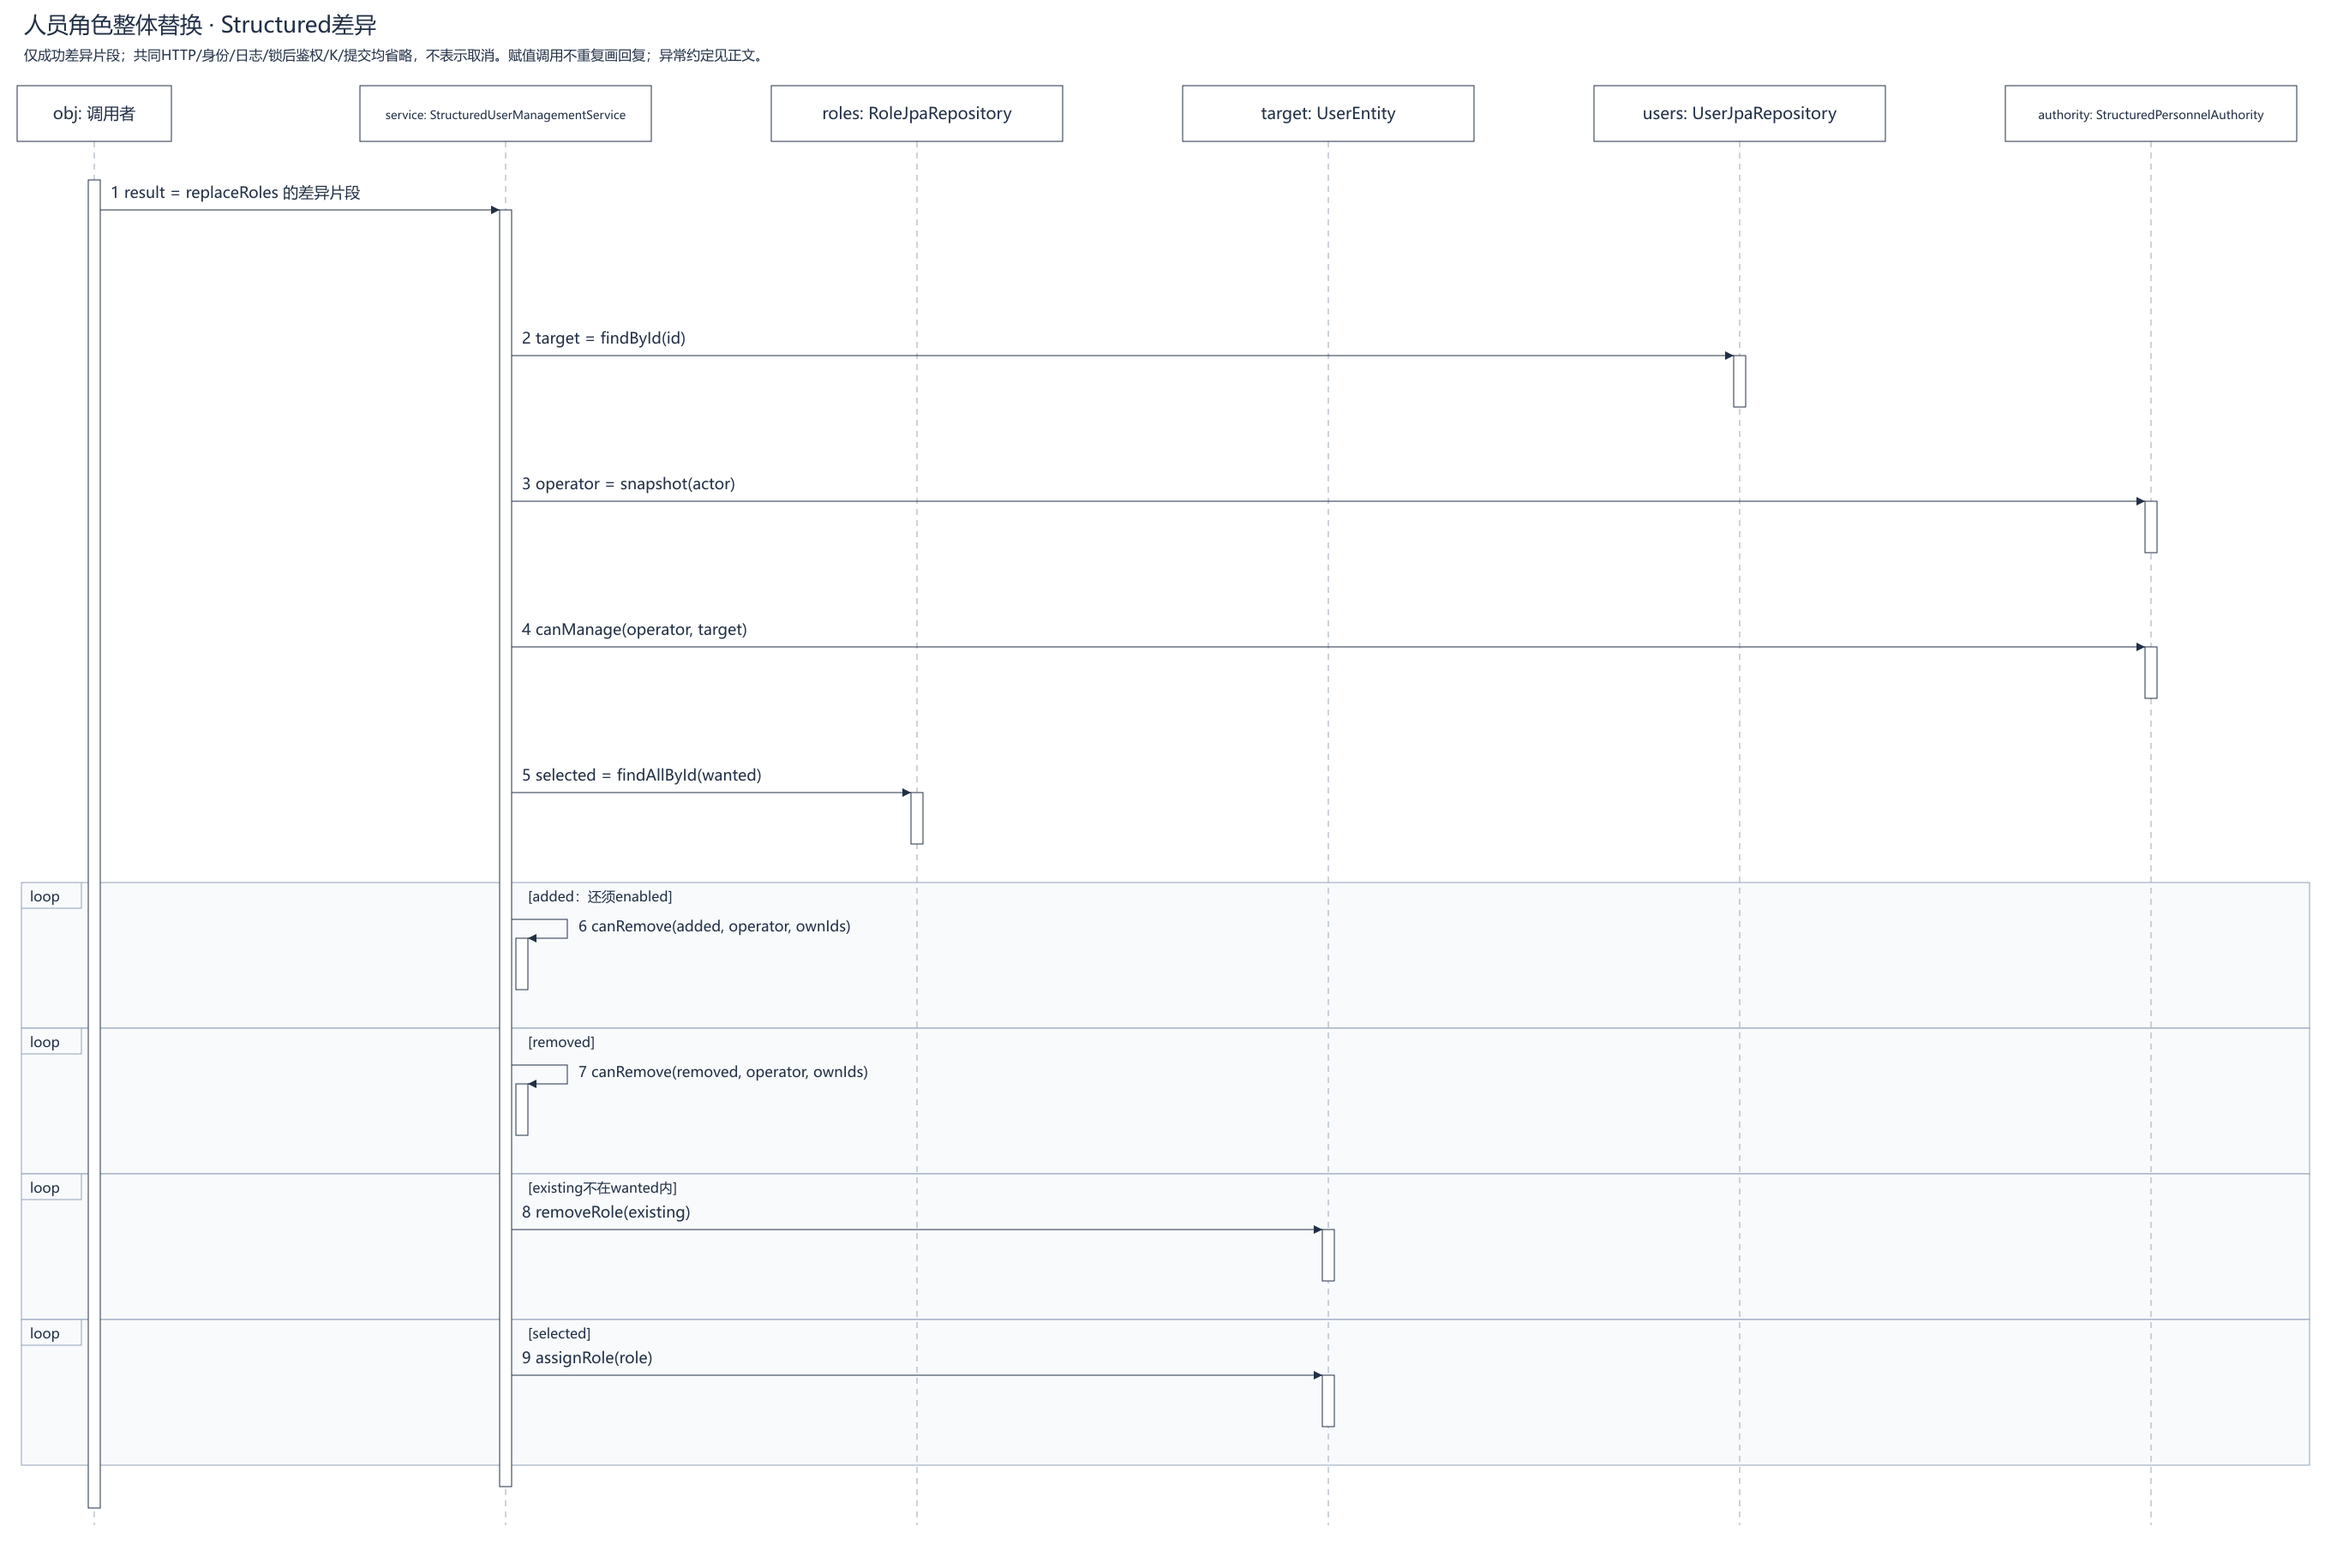 人员角色整体替换 · Structured差异
仅成功差异片段；共同HTTP/身份/日志/锁后鉴权/K/提交均省略，不表示取消。赋值调用不重复画回复；异常约定见正文。
obj: 调用者
service: StructuredUserManagementService
roles: RoleJpaRepository
target: UserEntity
users: UserJpaRepository
authority: StructuredPersonnelAuthority
1 result = replaceRoles 的差异片段
2 target = findById(id)
3 operator = snapshot(actor)
4 canManage(operator, target)
5 selected = findAllById(wanted)
loop
[added：还须enabled]
6 canRemove(added, operator, ownIds)
loop
[removed]
7 canRemove(removed, operator, ownIds)
loop
[existing不在wanted内]
8 removeRole(existing)
loop
[selected]
9 assignRole(role)